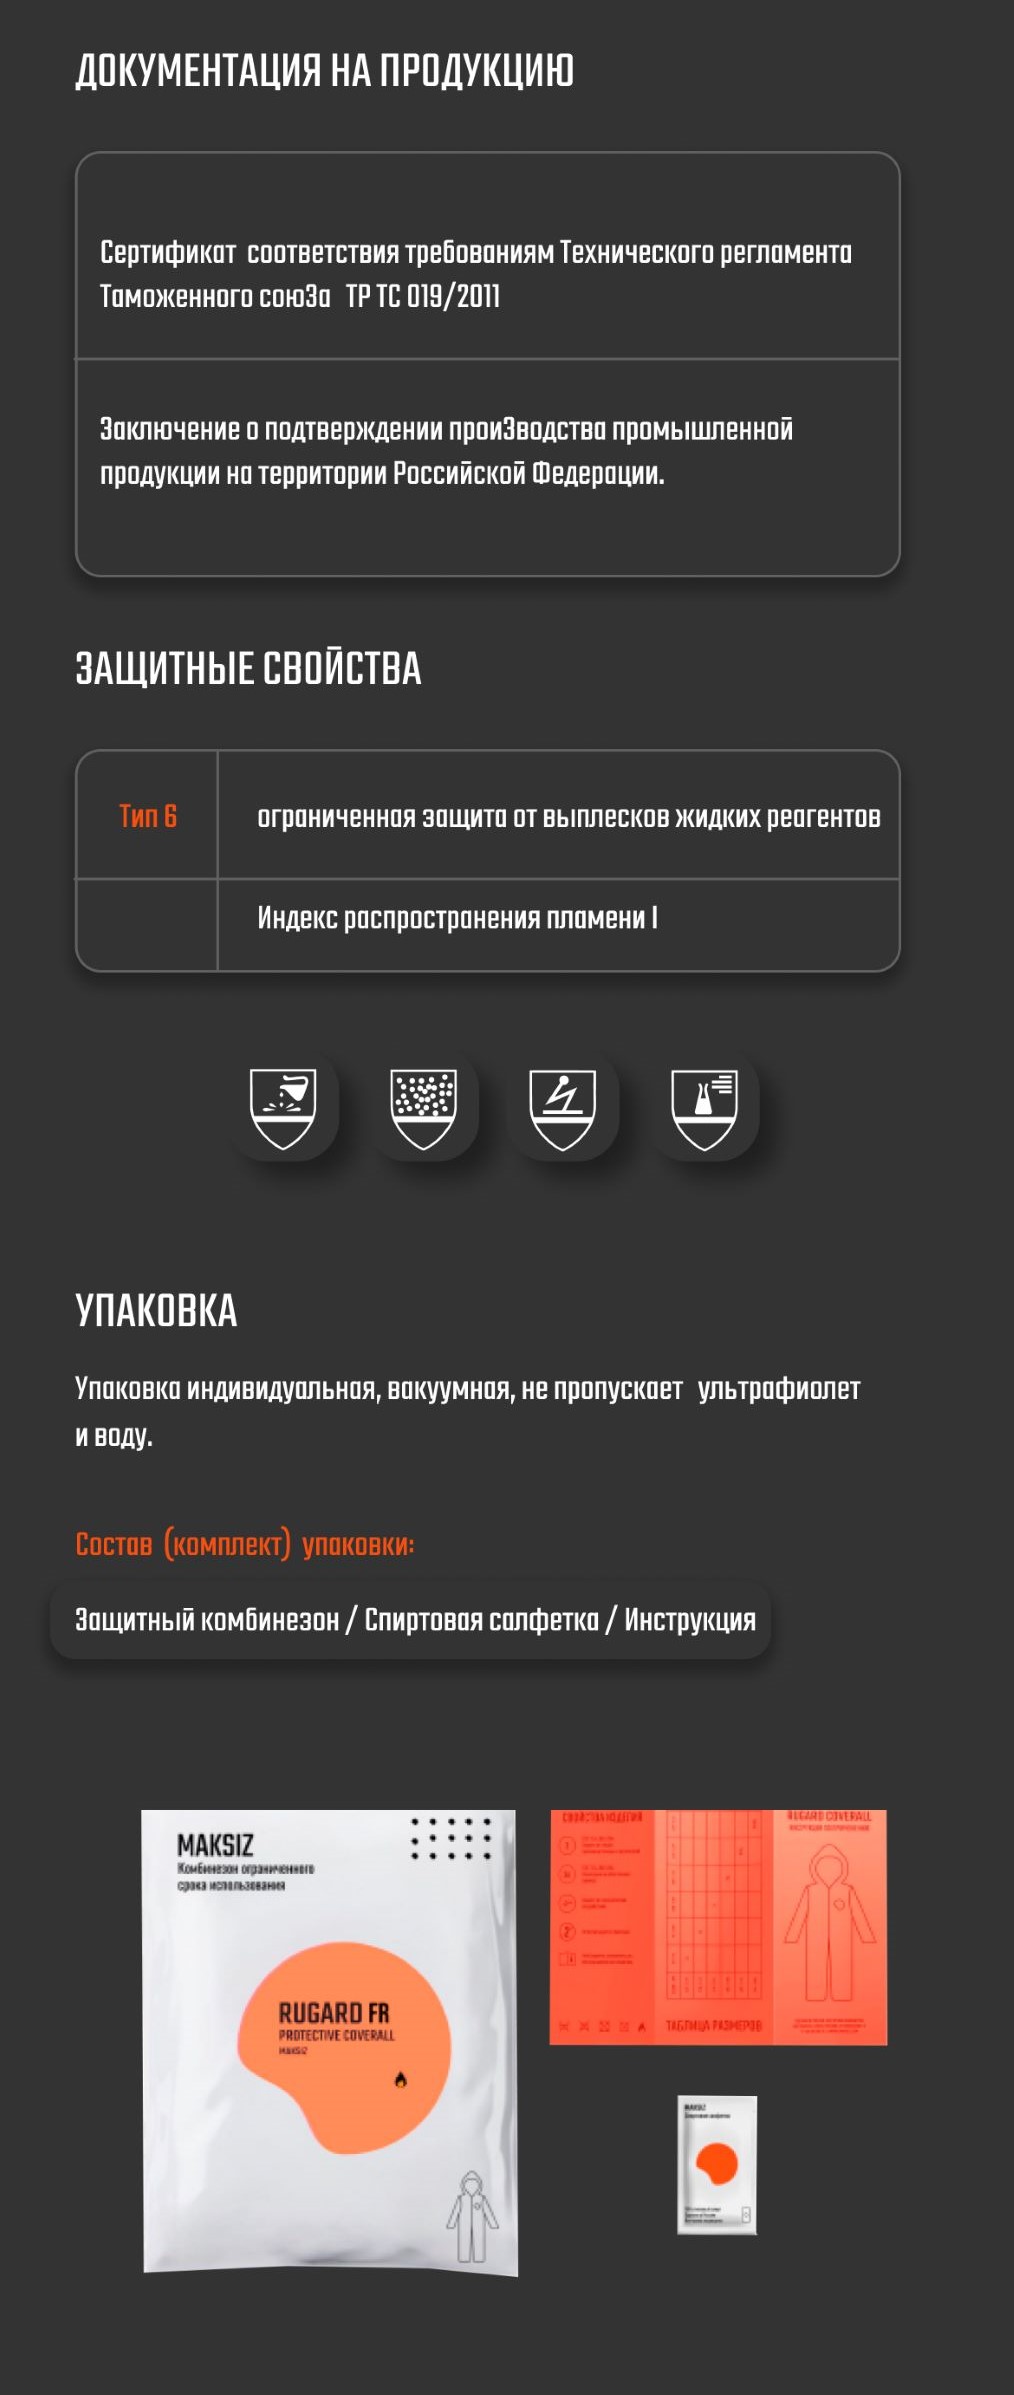 ДОКУМЕНТАЦИЯ НА ПРОДУКЦИЮ
Сертификат соответствия требованиям Технического регламента
Таможенного союЗа ТР ТС 019/2011
Заключение о подтверждении проиЗводства промышленной
продукции на территории Российской Федерации.
ЗАЩИТНЫЕ СВОЙСТВА
Тип 6
ограниченная защита от выплесков жидких реагентов
Индекс распространения пламени I
УПАКОВКА
Упаковка индивидуальная, вакуумная, не пропускает ультрафиолет
и воду.
Состав (комплект) упаковки:
Защитный комбинезон / Спиртовая салфетка / Инструкция
MAKSIZ
Комбинезон ограниченного
срока использования
RUGARD FR
PROTECTIVE COVERALL
MAKSIZ
СВОЙСТВА ИЗДЕЛИЯ
ТАБЛИЦА РАЗМЕРОВ
RUGARD COVERALL
MAKSIZ